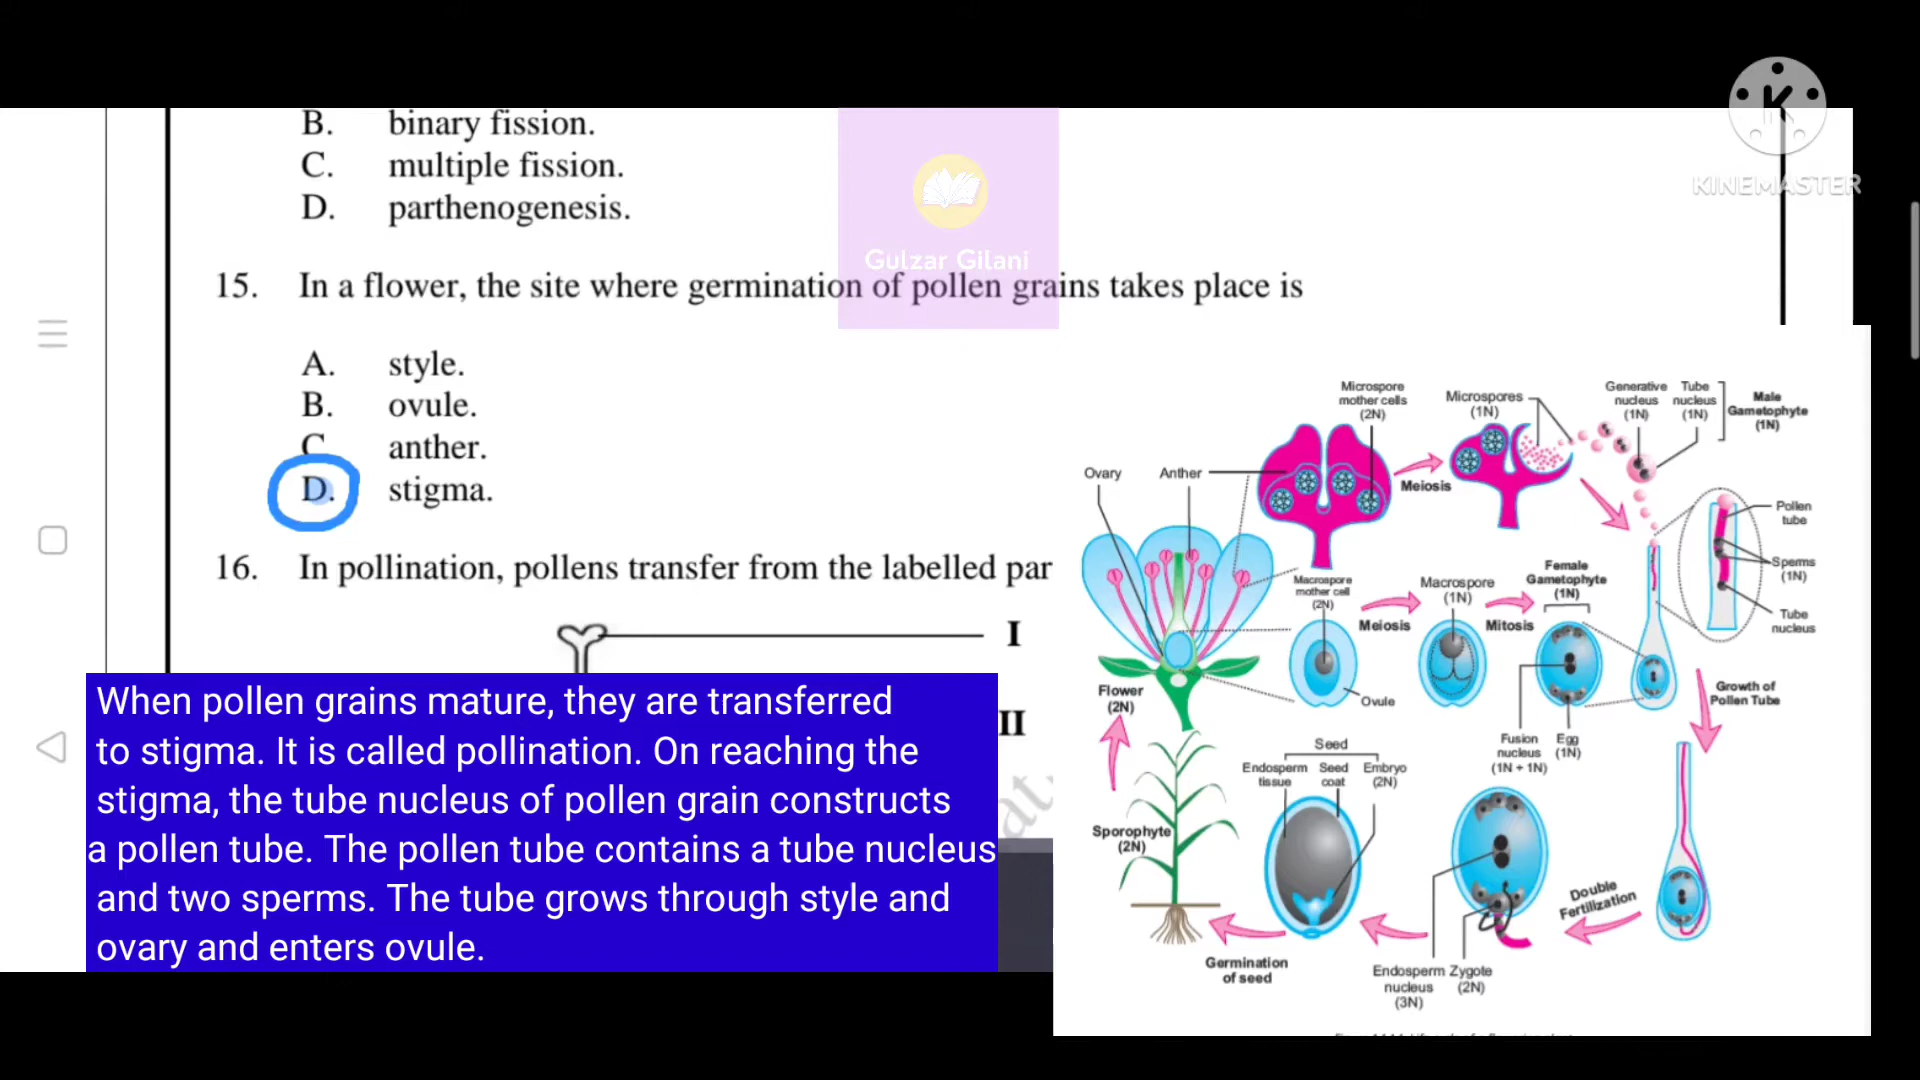 B. binary fission.
C. multiple fission.
D. parthenogenesis.
KINEMASTER
Gulzar Gilani
15. In a flower, the site where germination of pollen grains takes place is
A. style.
B. ovule.
C. anther.
D. stigma.
16. In pollination, pollens transfer from the labelled par
I
II
When pollen grains mature, they are transferred
to stigma. It is called pollination. On reaching the
stigma, the tube nucleus of pollen grain constructs
a pollen tube. The pollen tube contains a tube nucleus
and two sperms. The tube grows through style and
ovary and enters ovule.
Microspore
mother cells
(2N)
Microspores
(1N)
Generative
nucleus
(1N)
Tube
nucleus
(1N)
Male
Gametophyte
(1N)
Ovary
Anther
Meiosis
Pollen
tube
Sperms
(1N)
Tube
nucleus
Macrospore
mother cell
(2N)
Meiosis
Macrospore
(1N)
Mitosis
Female
Gametophyte
(1N)
Ovule
Flower
(2N)
Growth of
Pollen Tube
Fusion
nucleus
(1N + 1N)
Egg
(1N)
Seed
Endosperm
tissue
Seed
coat
Embryo
(2N)
Sporophyte
(2N)
Double
Fertilization
Germination
of seed
Endosperm
nucleus
(3N)
Zygote
(2N)